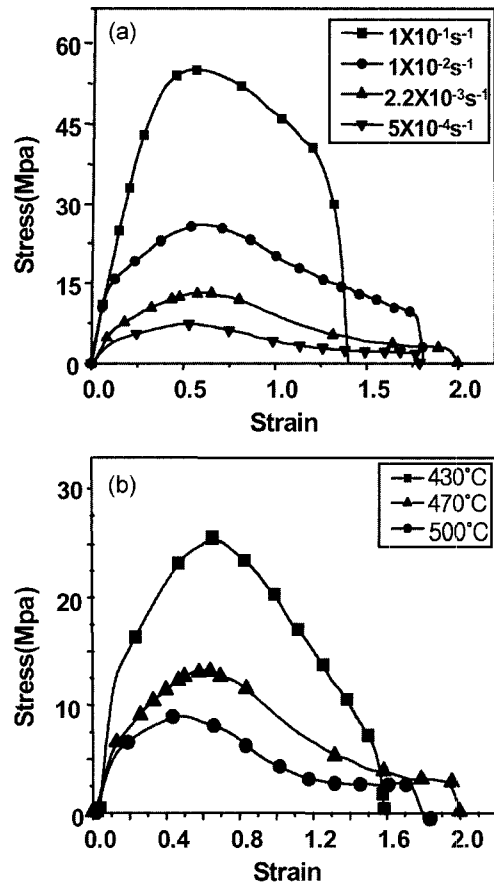 (a)
1X10⁻¹s⁻¹
1X10⁻²s⁻¹
2.2X10⁻³s⁻¹
5X10⁻⁴s⁻¹
60
45
30
15
0
Stress(Mpa)
0.0 0.5 1.0 1.5 2.0
Strain
(b)
430°C
470°C
500°C
30
25
10
5
0
Stress(Mpa)
0.0 0.4 0.8 1.2 1.6 2.0
Strain